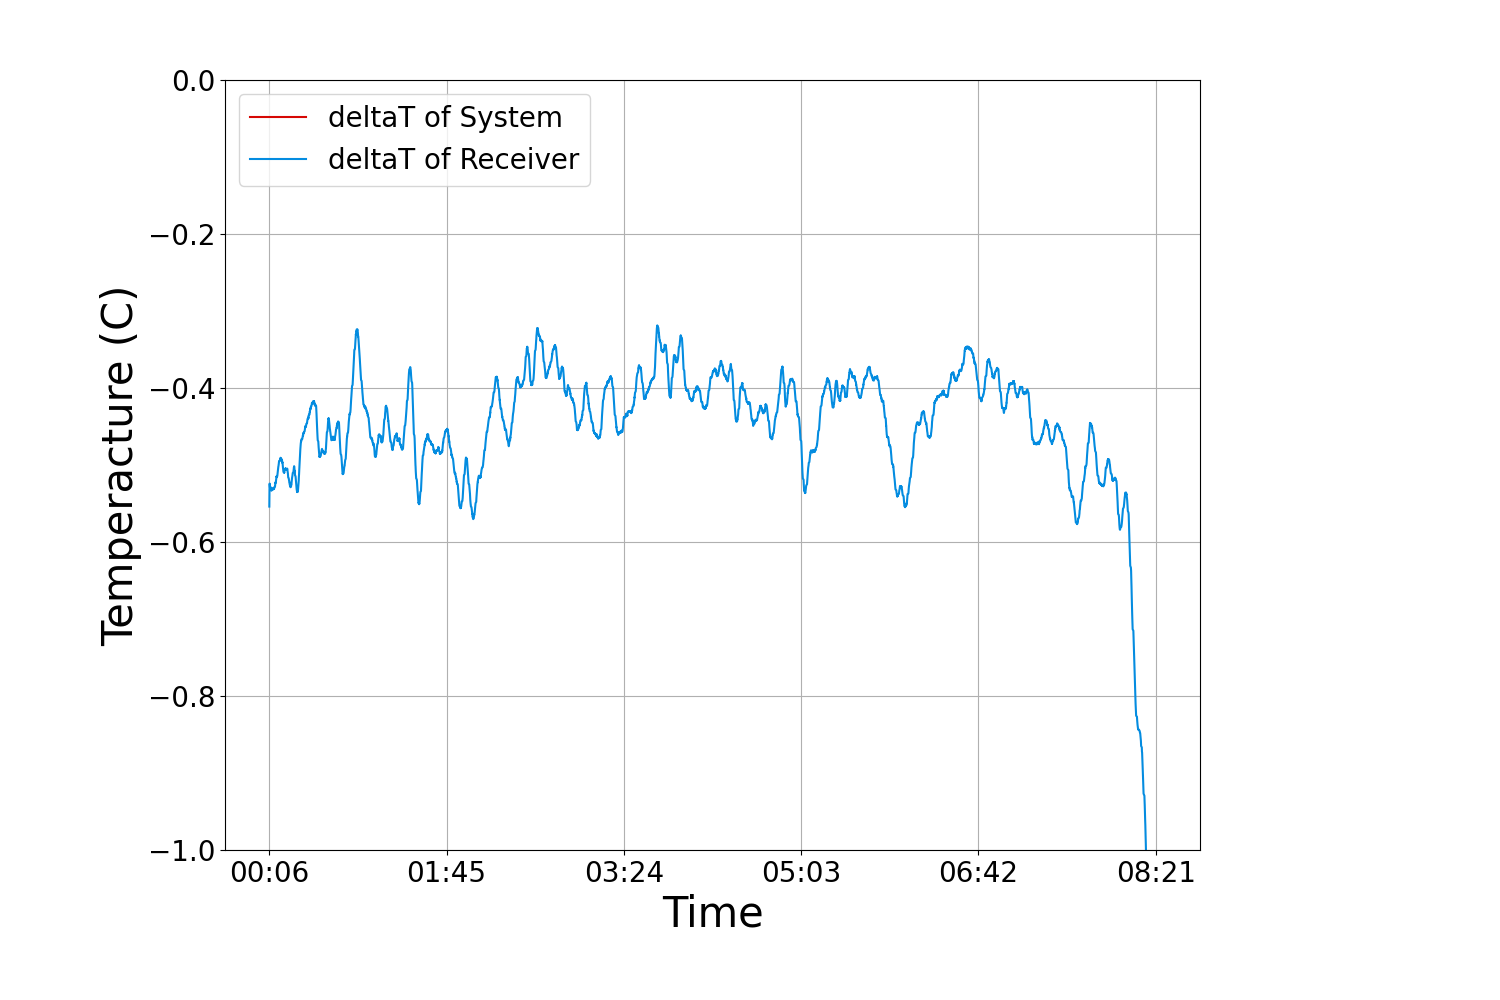 0.0
deltaT of System
deltaT of Receiver
−0.2
−0.4
−0.6
−0.8
−1.0
Temperacture (C)
00:06 01:45 03:24 05:03 06:42 08:21
Time